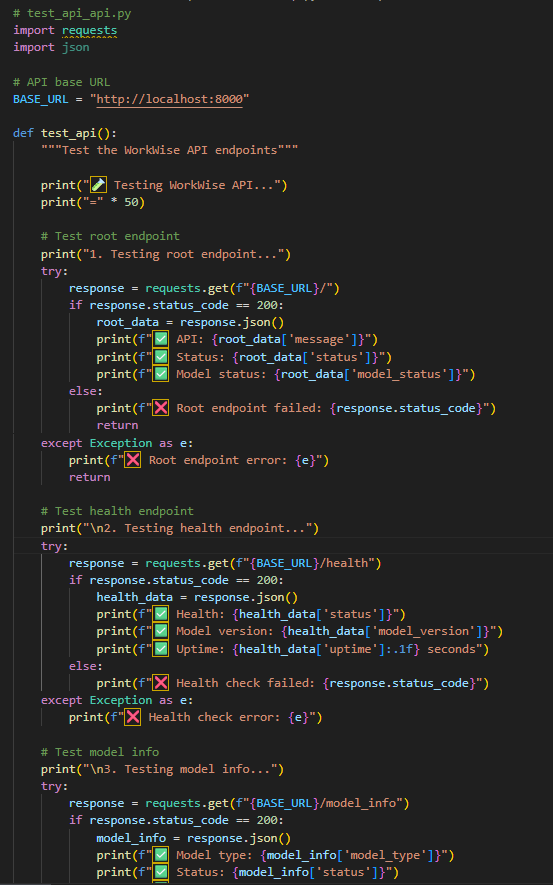 # test_api_api.py
import requests
import json

# API base URL
BASE_URL = "http://localhost:8000"

def test_api():
    """Test the WorkWise API endpoints"""

    print("🧪 Testing WorkWise API...")
    print("=" * 50)

    # Test root endpoint
    print("1. Testing root endpoint...")
    try:
        response = requests.get(f"{BASE_URL}/")
        if response.status_code == 200:
            root_data = response.json()
            print(f"✅ API: {root_data['message']}")
            print(f"✅ Status: {root_data['status']}")
            print(f"✅ Model status: {root_data['model_status']}")
        else:
            print(f"❌ Root endpoint failed: {response.status_code}")
            return
    except Exception as e:
        print(f"❌ Root endpoint error: {e}")
        return

    # Test health endpoint
    print("\n2. Testing health endpoint...")
    try:
        response = requests.get(f"{BASE_URL}/health")
        if response.status_code == 200:
            health_data = response.json()
            print(f"✅ Health: {health_data['status']}")
            print(f"✅ Model version: {health_data['model_version']}")
            print(f"✅ Uptime: {health_data['uptime']:.1f} seconds")
        else:
            print(f"❌ Health check failed: {response.status_code}")
    except Exception as e:
        print(f"❌ Health check error: {e}")

    # Test model info
    print("\n3. Testing model info...")
    try:
        response = requests.get(f"{BASE_URL}/model_info")
        if response.status_code == 200:
            model_info = response.json()
            print(f"✅ Model type: {model_info['model_type']}")
            print(f"✅ Status: {model_info['status']}")